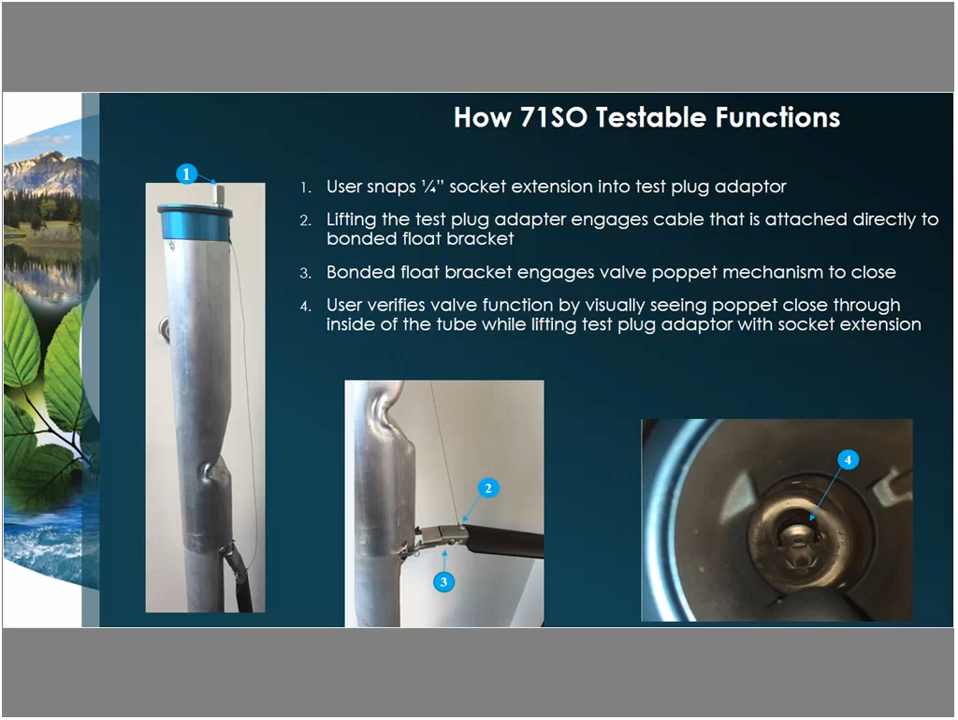 How 71SO Testable Functions
1. User snaps ¼” socket extension into test plug adaptor
2. Lifting the test plug adapter engages cable that is attached directly to
bonded float bracket
3. Bonded float bracket engages valve poppet mechanism to close
4. User verifies valve function by visually seeing poppet close through
inside of the tube while lifting test plug adaptor with socket extension
1
2
3
4